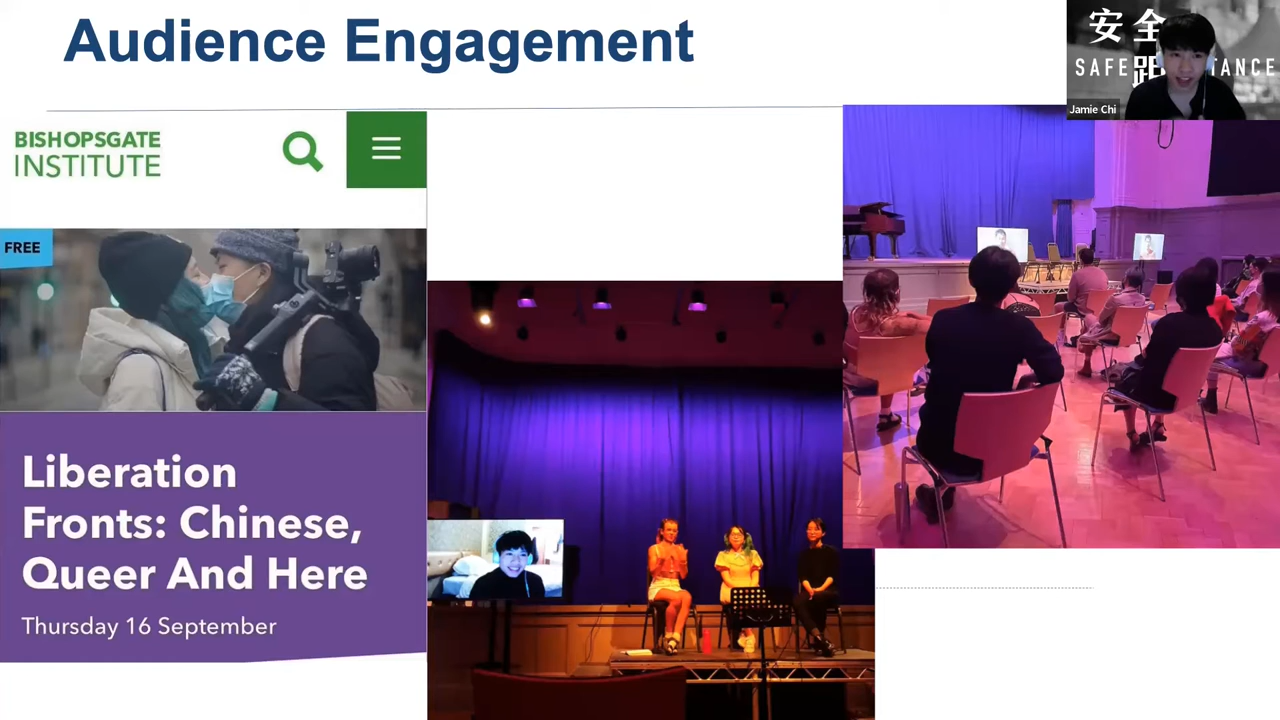 Audience Engagement
安全
SAFE 距 TANCE
Jamie Chi
BISHOPSGATE
INSTITUTE
FREE
Liberation
Fronts: Chinese,
Queer And Here
Thursday 16 September